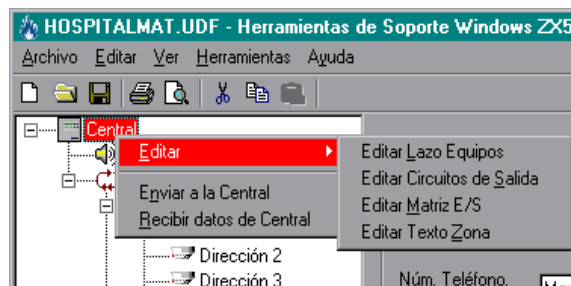 HOSPITALMAT.UDF - Herramientas de Soporte Windows ZX5
Archivo Editar Ver Herramientas Ayuda
Central
Editar
Enviar a la Central
Recibir datos de Central
Editar Lazo Equipos
Editar Circuitos de Salida
Editar Matriz E/S
Editar Texto Zona
Dirección 2
Dirección 3
Núm. Teléfono.